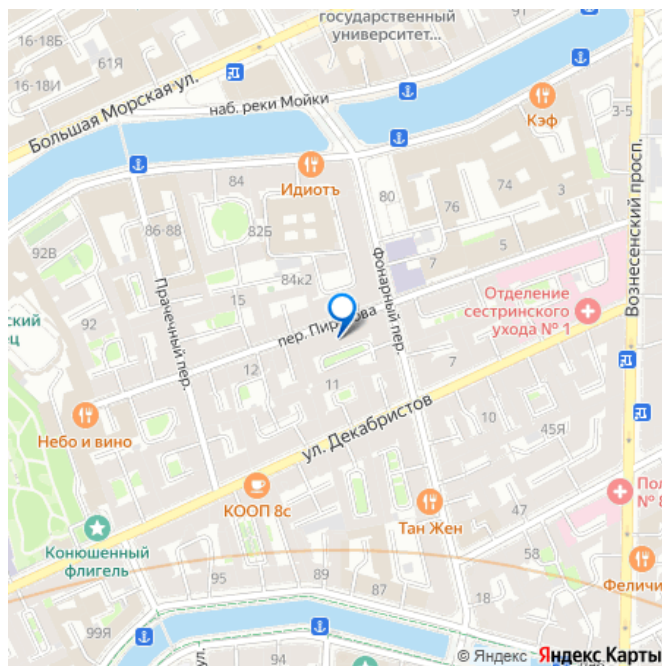 государственный
университет...
16-18Б
61Я
16-18И
Большая Морская ул.
наб. реки Мойки
Кэф
3-5
Вознесенский просп.
Идиотъ
84
80
74
3
76
82Б
86-88
92В
5
7
Фонарный пер.
84к2
15
Прачечный пер.
92
Отделение
сестринского
ухода № 1
12
11
7
ул. Декабристов
10
45Я
Небо и вино
КООП 8с
Тан Жен
47
Конюшенный
флигель
58
95
89
87
18
99Я
94
© Яндекс Яндекс Карты